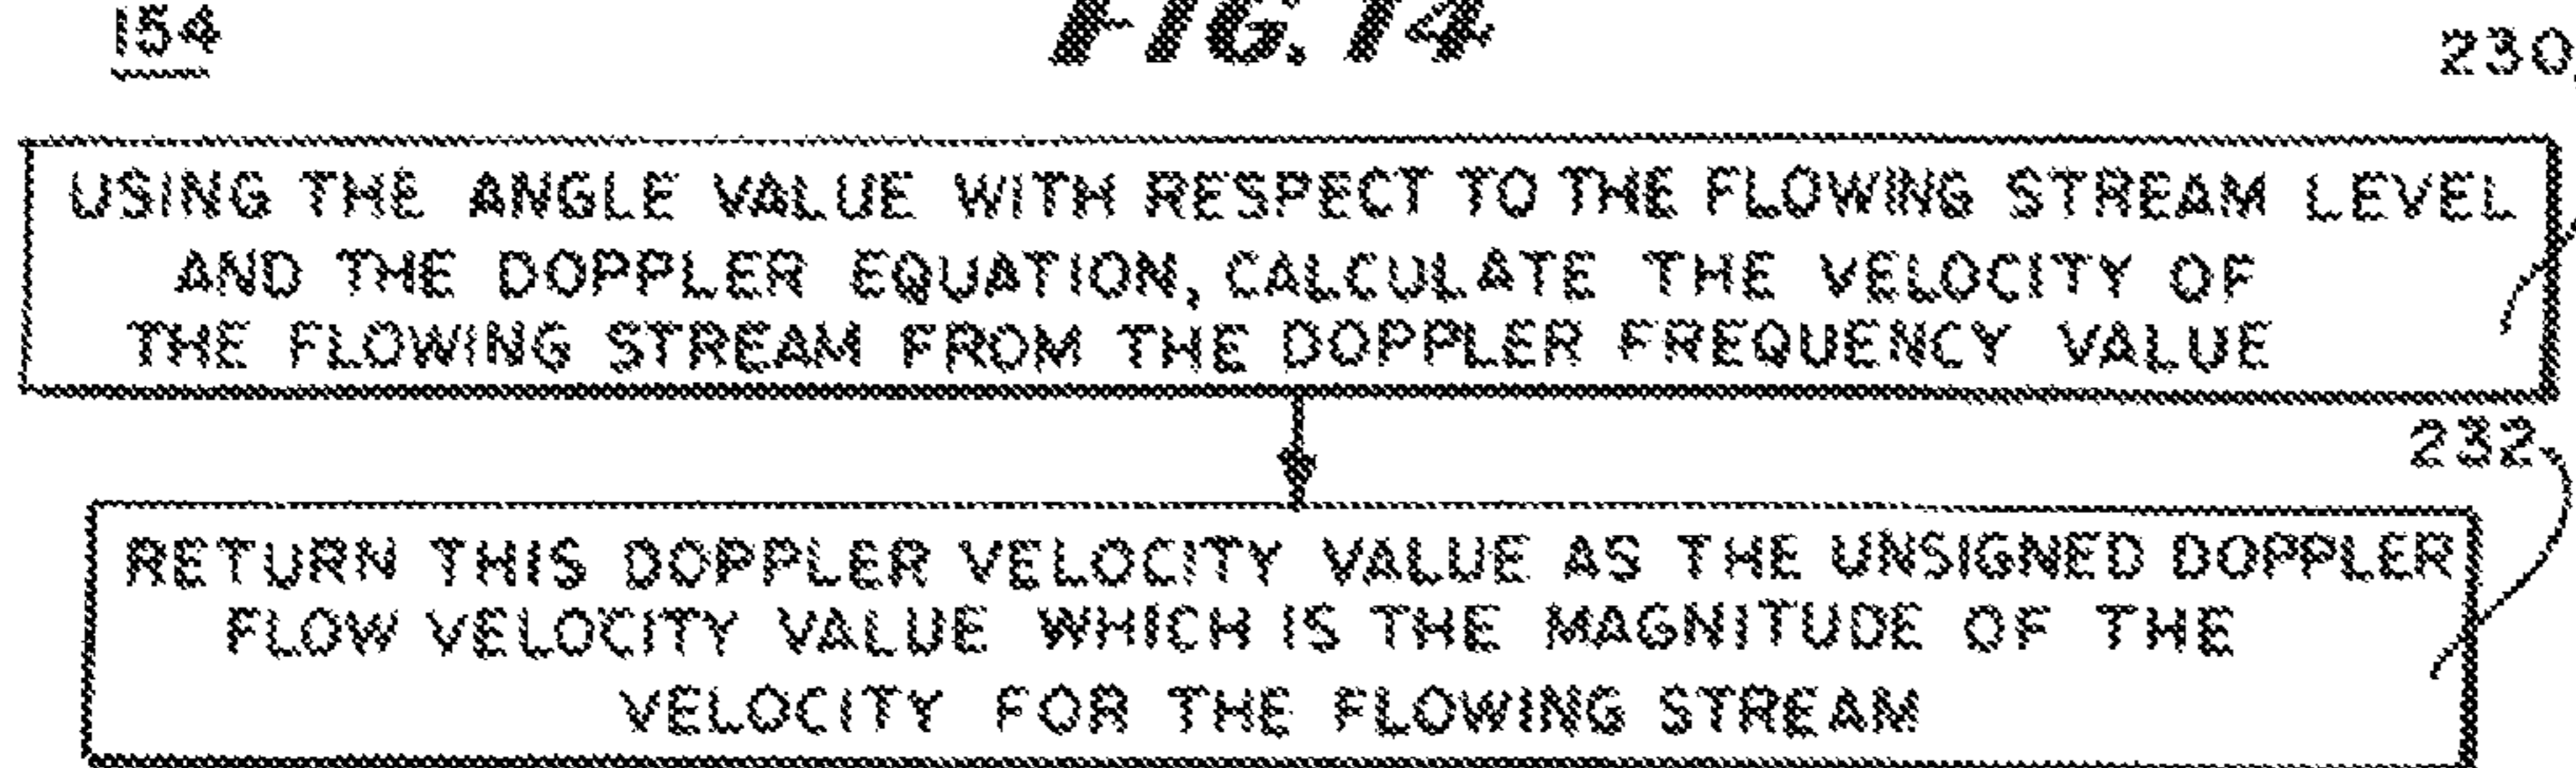 154
FIG. 14
230
USING THE ANGLE VALUE WITH RESPECT TO THE FLOWING STREAM LEVEL
AND THE DOPPLER EQUATION, CALCULATE THE VELOCITY OF
THE FLOWING STREAM FROM THE DOPPLER FREQUENCY VALUE
232
RETURN THIS DOPPLER VELOCITY VALUE AS THE UNSIGNED DOPPLER
FLOW VELOCITY VALUE WHICH IS THE MAGNITUDE OF THE
VELOCITY FOR THE FLOWING STREAM